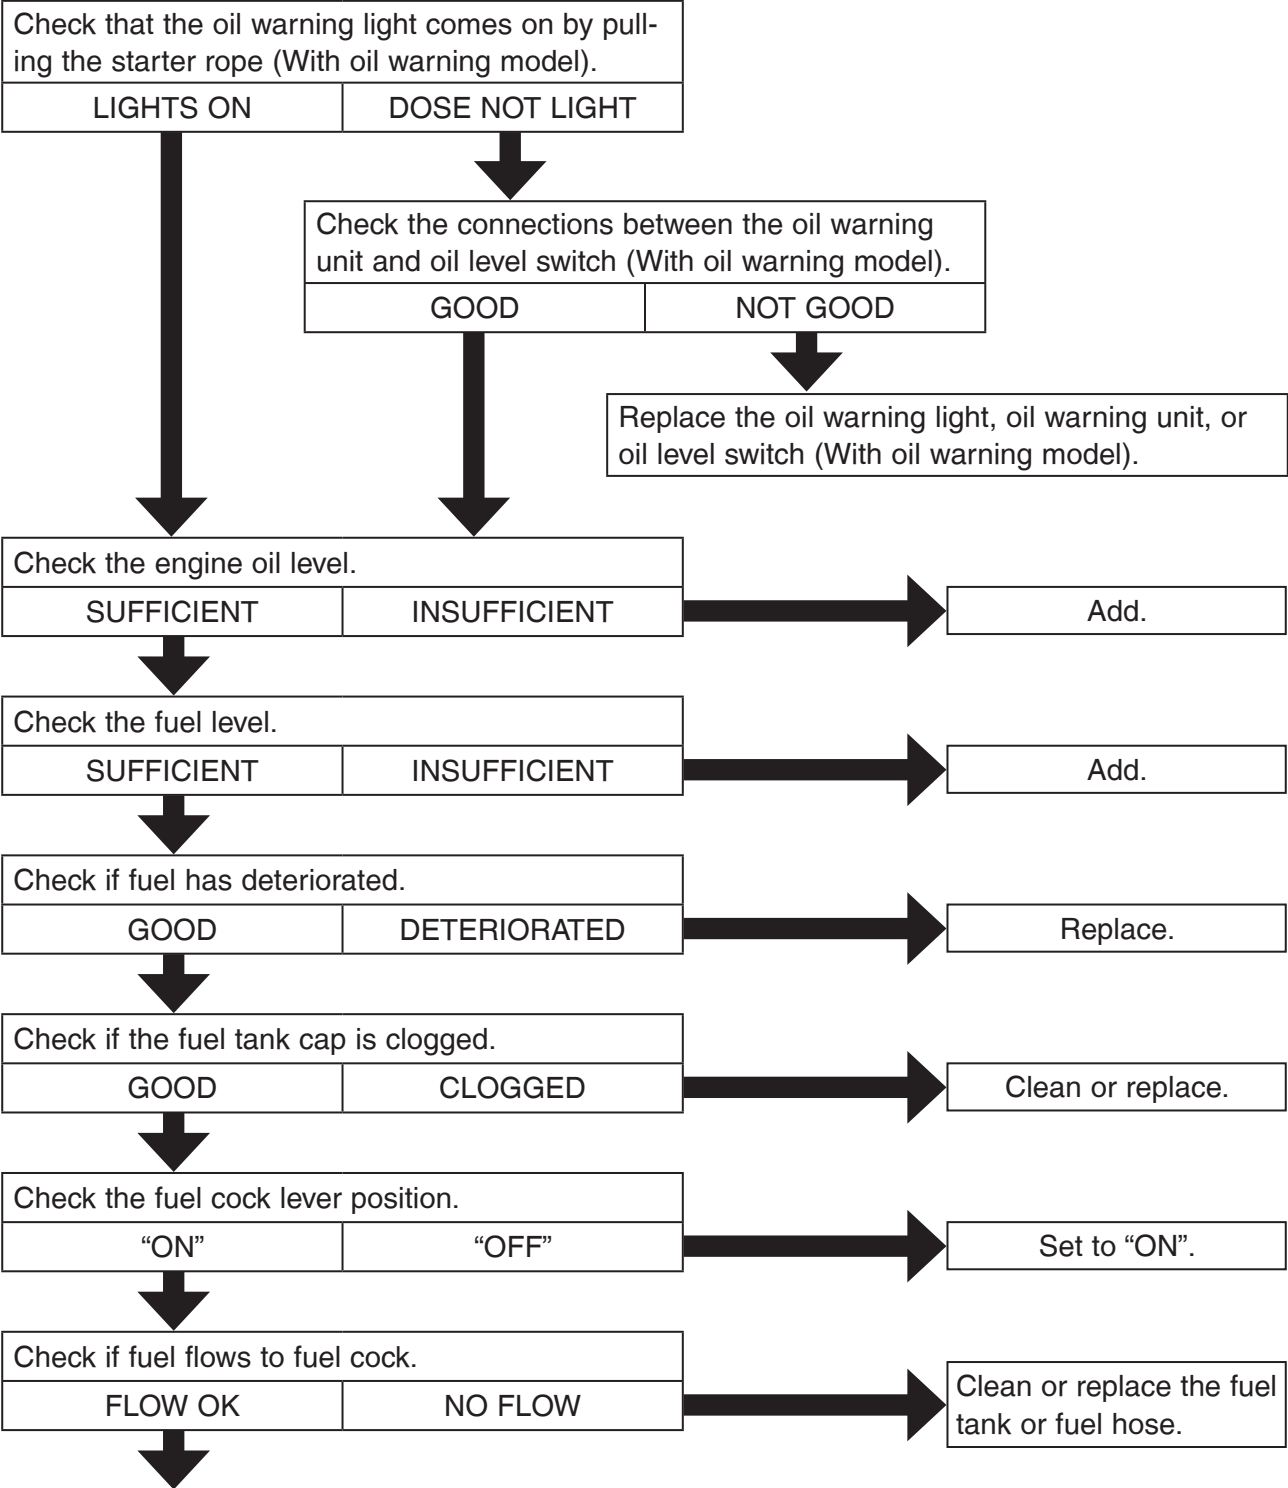 Check that the oil warning light comes on by pull-
ing the starter rope (With oil warning model).
LIGHTS ON
DOSE NOT LIGHT
Check the connections between the oil warning
unit and oil level switch (With oil warning model).
GOOD
NOT GOOD
Replace the oil warning light, oil warning unit, or
oil level switch (With oil warning model).
Check the engine oil level.
SUFFICIENT
INSUFFICIENT
Add.
Check the fuel level.
SUFFICIENT
INSUFFICIENT
Add.
Check if fuel has deteriorated.
GOOD
DETERIORATED
Replace.
Check if the fuel tank cap is clogged.
GOOD
CLOGGED
Clean or replace.
Check the fuel cock lever position.
“ON”
“OFF”
Set to “ON”.
Check if fuel flows to fuel cock.
FLOW OK
NO FLOW
Clean or replace the fuel
tank or fuel hose.